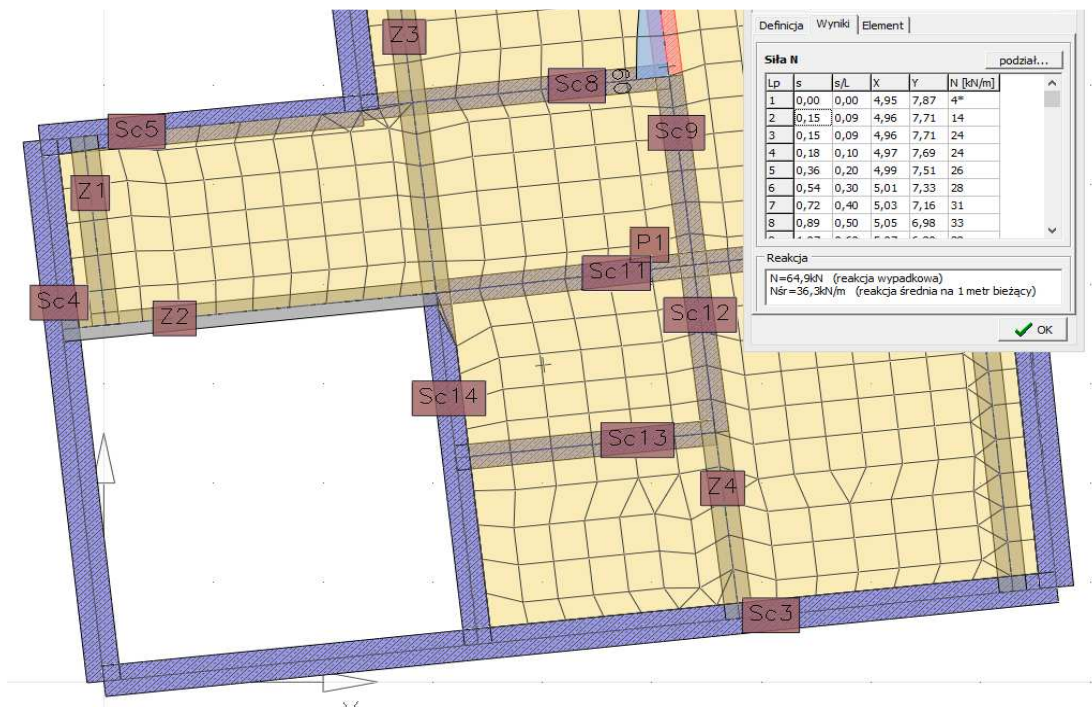 Definicja Wyniki Element
Siła N podział...
Lp s s/L X Y N [kN/m]
1 0,00 0,00 4,95 7,87 4*
2 0,15 0,09 4,96 7,71 14
3 0,15 0,09 4,96 7,71 24
4 0,18 0,10 4,97 7,69 24
5 0,36 0,20 4,99 7,51 26
6 0,54 0,30 5,01 7,33 28
7 0,72 0,40 5,03 7,16 31
8 0,89 0,50 5,05 6,98 33
Reakcja
N=64,9kN (reakcja wypadkowa)
Nśr=36,3kN/m (reakcja średnia na 1 metr bieżący)
OK
Z3
Sc8
Sc5
Sc9
Z1
P1
Sc11
Sc4
Z2
Sc12
Sc14
Sc13
Z4
Sc3